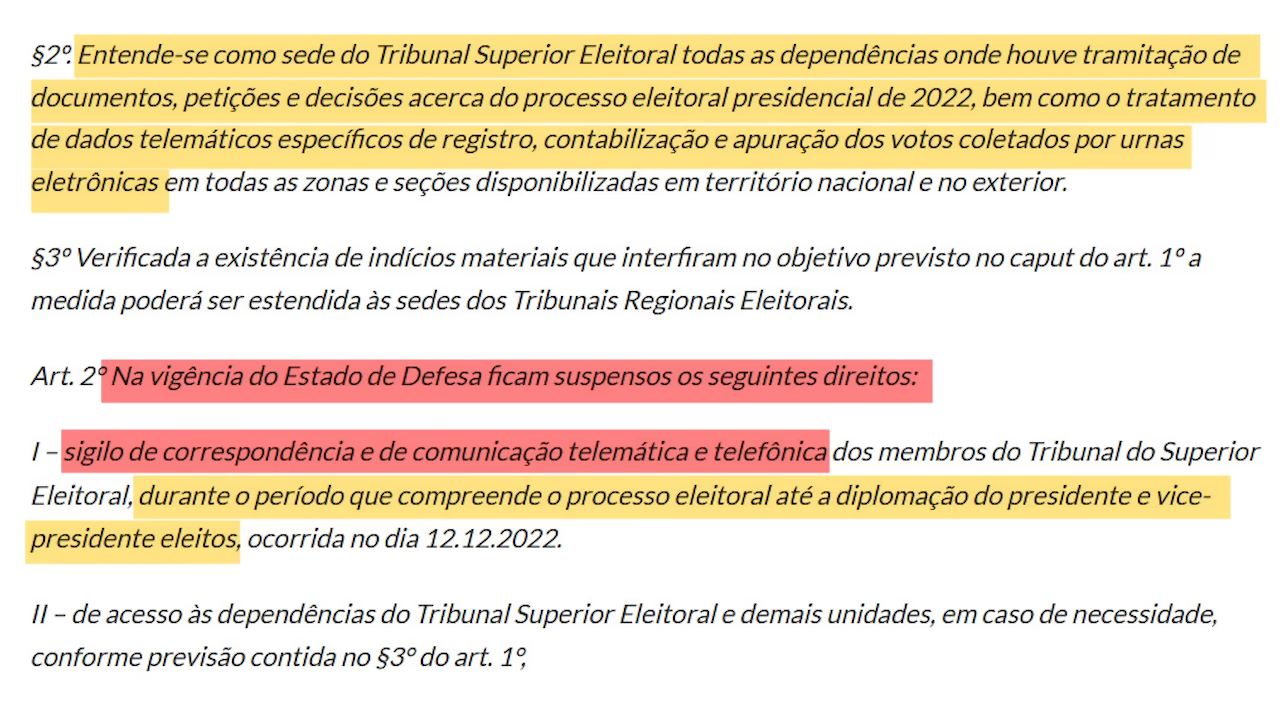 §2º. Entende-se como sede do Tribunal Superior Eleitoral todas as dependências onde houve tramitação de
documentos, petições e decisões acerca do processo eleitoral presidencial de 2022, bem como o tratamento
de dados telemáticos específicos de registro, contabilização e apuração dos votos coletados por urnas
eletrônicas em todas as zonas e seções disponibilizadas em território nacional e no exterior.
§3º Verificada a existência de indícios materiais que interfiram no objetivo previsto no caput do art. 1º a
medida poderá ser estendida às sedes dos Tribunais Regionais Eleitorais.
Art. 2º Na vigência do Estado de Defesa ficam suspensos os seguintes direitos:
I – sigilo de correspondência e de comunicação telemática e telefônica dos membros do Tribunal do Superior
Eleitoral, durante o período que compreende o processo eleitoral até a diplomação do presidente e vice-
presidente eleitos, ocorrida no dia 12.12.2022.
II – de acesso às dependências do Tribunal Superior Eleitoral e demais unidades, em caso de necessidade,
conforme previsão contida no §3º do art. 1º,